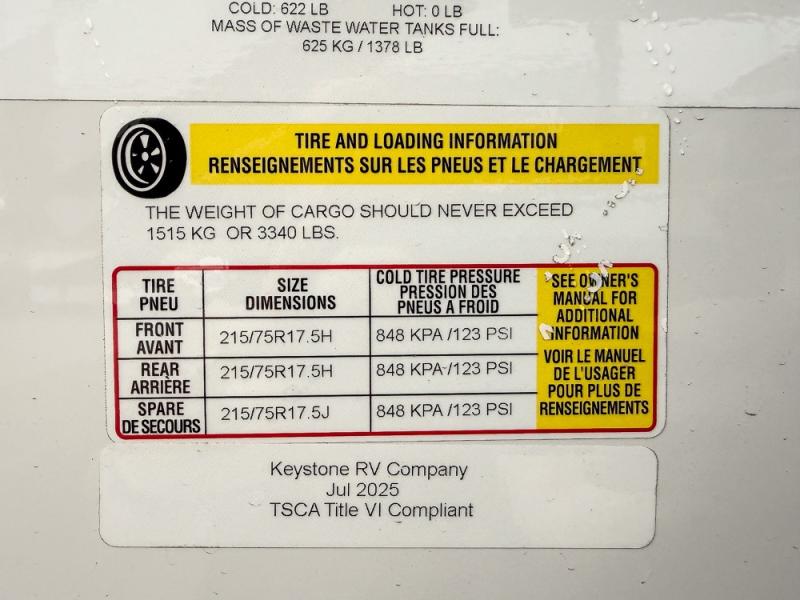 COLD: 622 LB HOT: 0 LB
MASS OF WASTE WATER TANKS FULL:
625 KG / 1378 LB
TIRE AND LOADING INFORMATION
RENSEIGNEMENTS SUR LES PNEUS ET LE CHARGEMENT
THE WEIGHT OF CARGO SHOULD NEVER EXCEED
1515 KG OR 3340 LBS.
TIRE
PNEU
SIZE
DIMENSIONS
COLD TIRE PRESSURE
PRESSION DES
PNEUS A FROID
SEE OWNER'S
MANUAL FOR
ADDITIONAL
INFORMATION
VOIR LE MANUEL
DE L'USAGER
POUR PLUS DE
RENSEIGNEMENTS
FRONT
AVANT
215/75R17.5H
848 KPA /123 PSI
REAR
ARRIÈRE
215/75R17.5H
848 KPA /123 PSI
SPARE
DE SECOURS
215/75R17.5J
848 KPA /123 PSI
Keystone RV Company
Jul 2025
TSCA Title VI Compliant